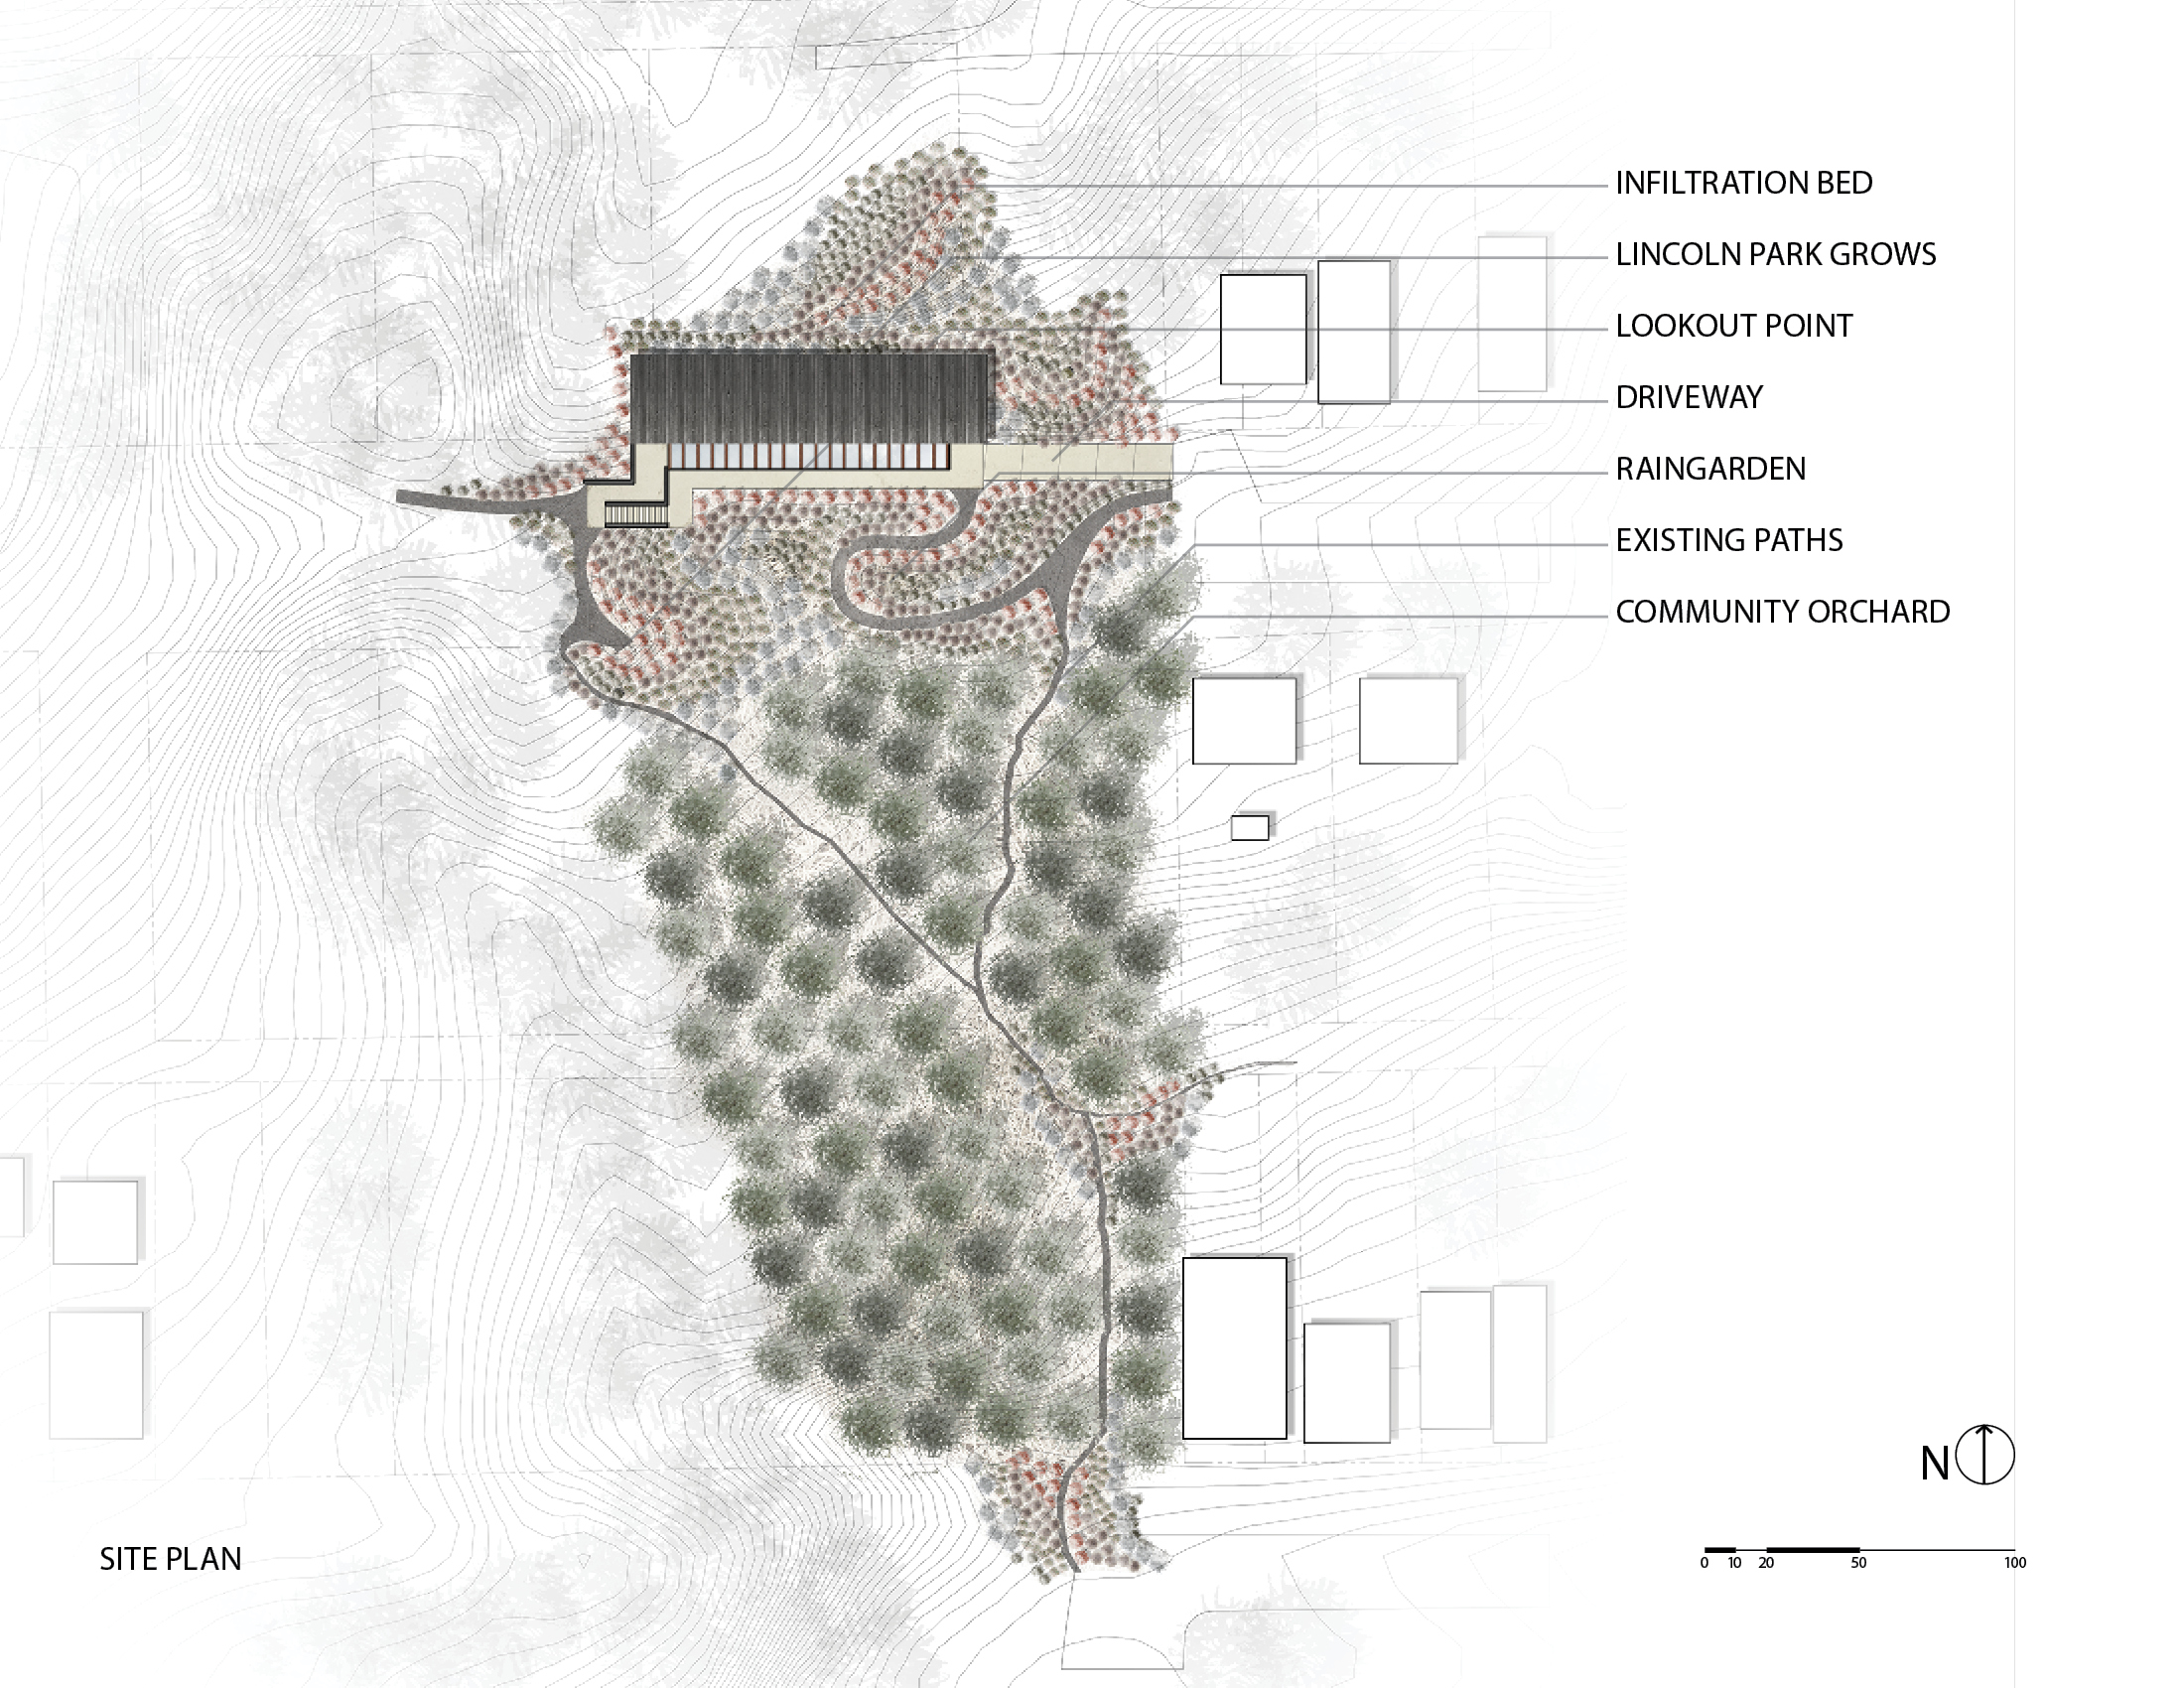 INFILTRATION BED
LINCOLN PARK GROWS
LOOKOUT POINT
DRIVEWAY
RAINGARDEN
EXISTING PATHS
COMMUNITY ORCHARD
N
SITE PLAN
0 10 20 50 100